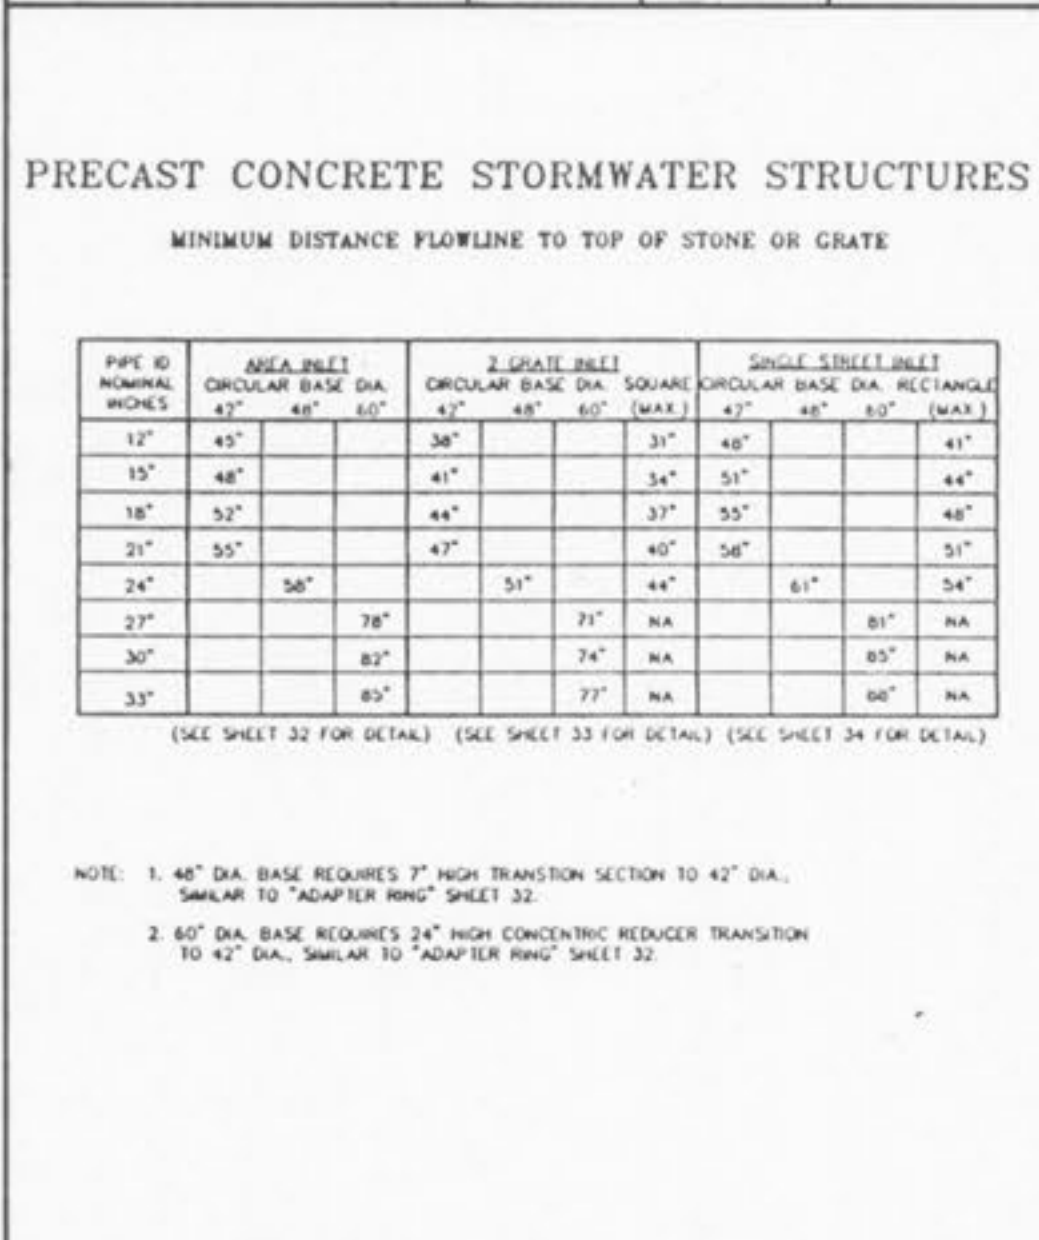 PRECAST CONCRETE STORMWATER STRUCTURES
MINIMUM DISTANCE FLOWLINE TO TOP OF STONE OR GRATE
PIPE ID AREA INLET 2 GRATE INLET SINGLE STREET INLET
NOMINAL CIRCULAR BASE DIA. CIRCULAR BASE DIA. SQUARE CIRCULAR BASE DIA. RECTANGLE
INCHES 42" 48" 60" 42" 48" 60" (MAX.) 42" 48" 60" (MAX.)
12" 45" 38" 31" 48" 41"
15" 48" 41" 34" 51" 44"
18" 52" 44" 37" 55" 48"
21" 55" 47" 40" 58" 51"
24" 58" 51" 44" 61" 54"
27" 78" 71" NA 81" NA
30" 82" 74" NA 85" NA
33" 85" 77" NA NA
(SEE SHEET 32 FOR DETAIL) (SEE SHEET 33 FOR DETAIL) (SEE SHEET 34 FOR DETAIL)
NOTE: 1. 48" DIA. BASE REQUIRES 7" HIGH TRANSTION SECTION TO 42" DIA.,
SIMILAR TO "ADAPTER RING" SHEET 32.
2. 60" DIA. BASE REQUIRES 24" HIGH CONCENTRIC REDUCER TRANSITION
TO 42" DIA., SIMILAR TO "ADAPTER RING" SHEET 32.